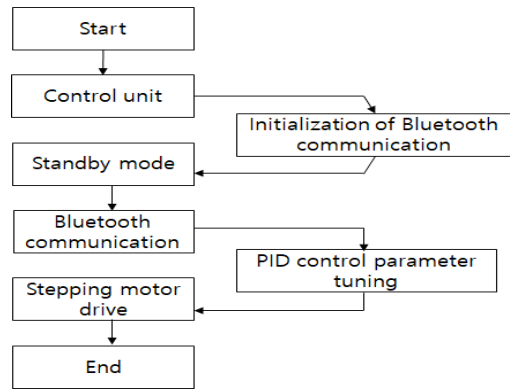 Start
Control unit
Initialization of Bluetooth
communication
Standby mode
Bluetooth
communication
PID control parameter
tuning
Stepping motor
drive
End